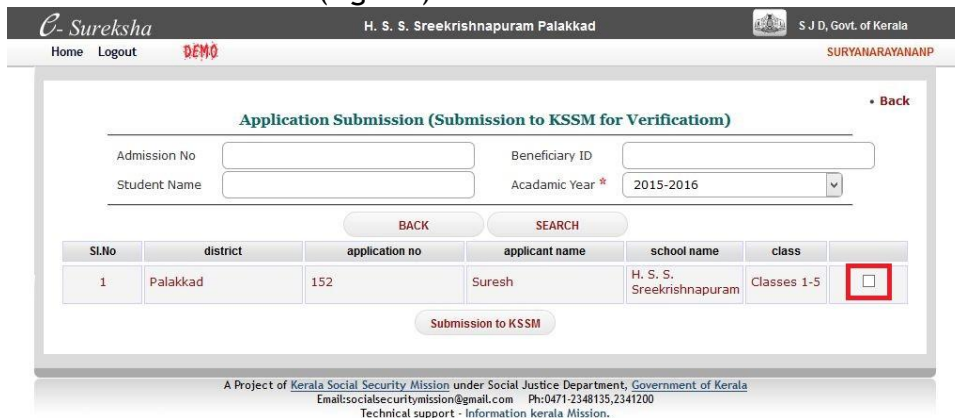 e- Sureksha H. S. S. Sreekrishnapuram Palakkad S J D, Govt. of Kerala
Home Logout DEMO SURYANARAYANANP
• Back
Application Submission (Submission to KSSM for Verificatiom)
Admission No Beneficiary ID
Student Name Acadamic Year * 2015-2016
BACK SEARCH
Sl.No district application no applicant name school name class
1 Palakkad 152 Suresh H. S. S. Sreekrishnapuram Classes 1-5
Submission to KSSM
A Project of Kerala Social Security Mission under Social Justice Department, Government of Kerala
Email:socialsecuritymission@gmail.com Ph:0471-2348135,2341200
Technical support - Information kerala Mission.